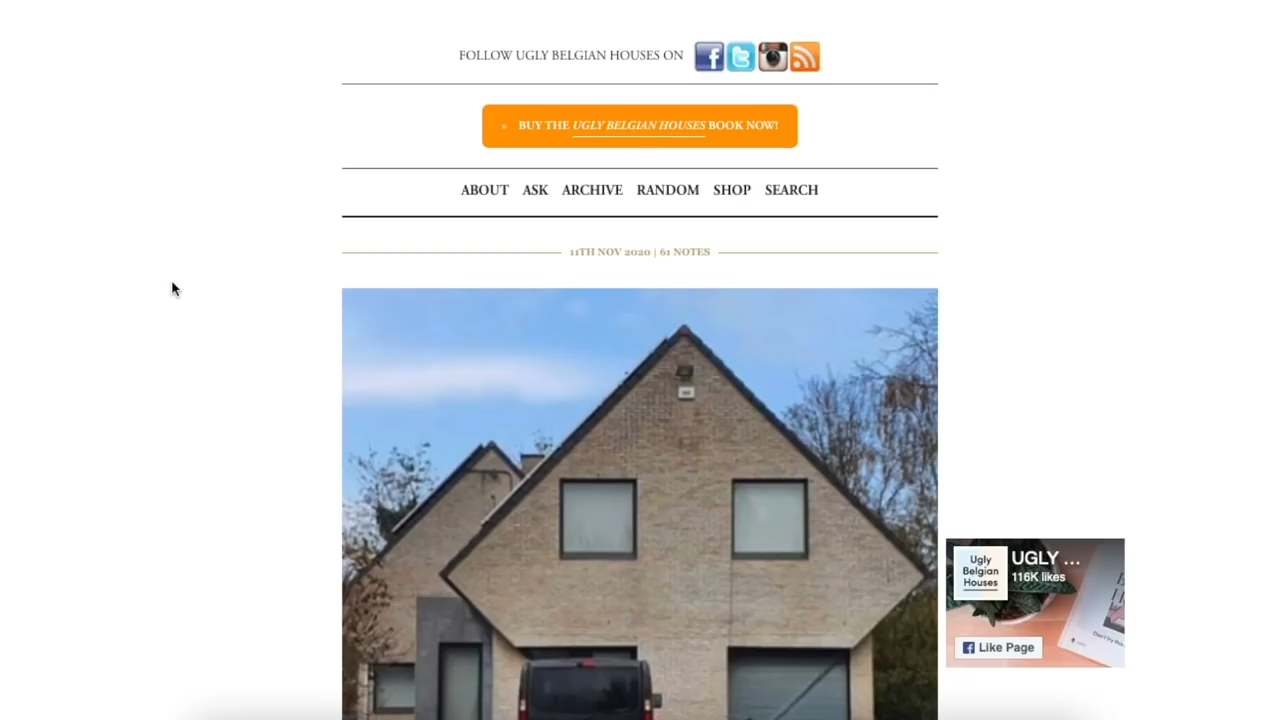 FOLLOW UGLY BELGIAN HOUSES ON
» BUY THE UGLY BELGIAN HOUSES BOOK NOW!
ABOUT ASK ARCHIVE RANDOM SHOP SEARCH
11TH NOV 2020 | 61 NOTES
Ugly
Belgian
Houses
UGLY ...
116K likes
Like Page